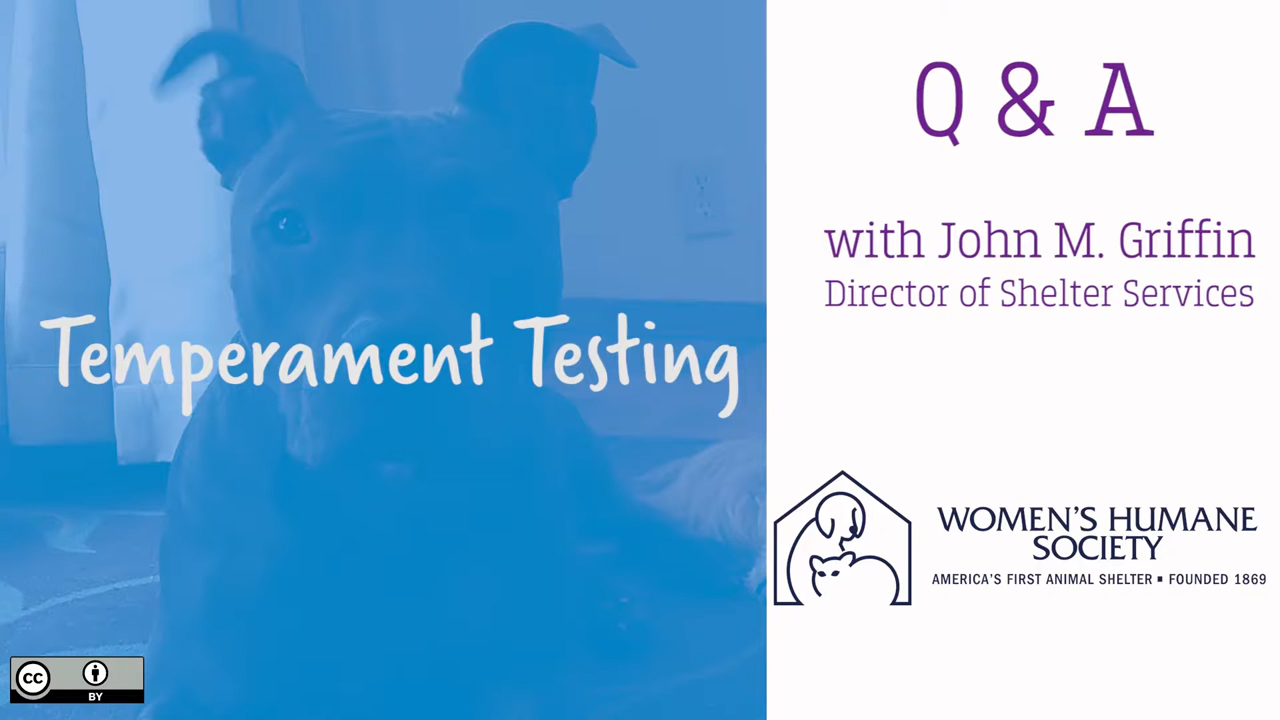 Temperament Testing
Q & A
with John M. Griffin
Director of Shelter Services
WOMEN'S HUMANE
SOCIETY
AMERICA'S FIRST ANIMAL SHELTER ▪ FOUNDED 1869
CC
BY